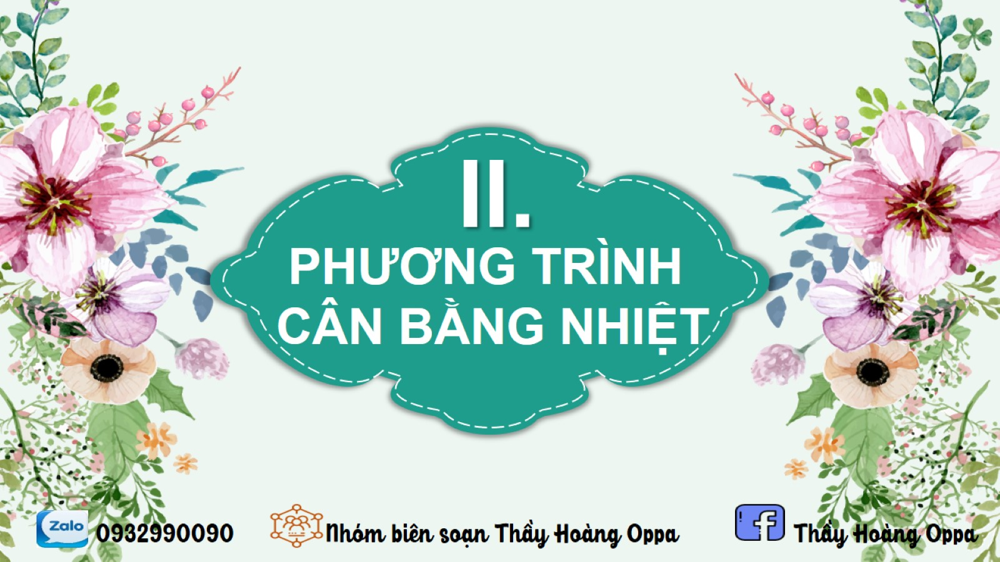 II.
PHƯƠNG TRÌNH
CÂN BẰNG NHIỆT
Zalo 0932990090 Nhóm biên soạn Thầy Hoàng Oppa f Thầy Hoàng Oppa